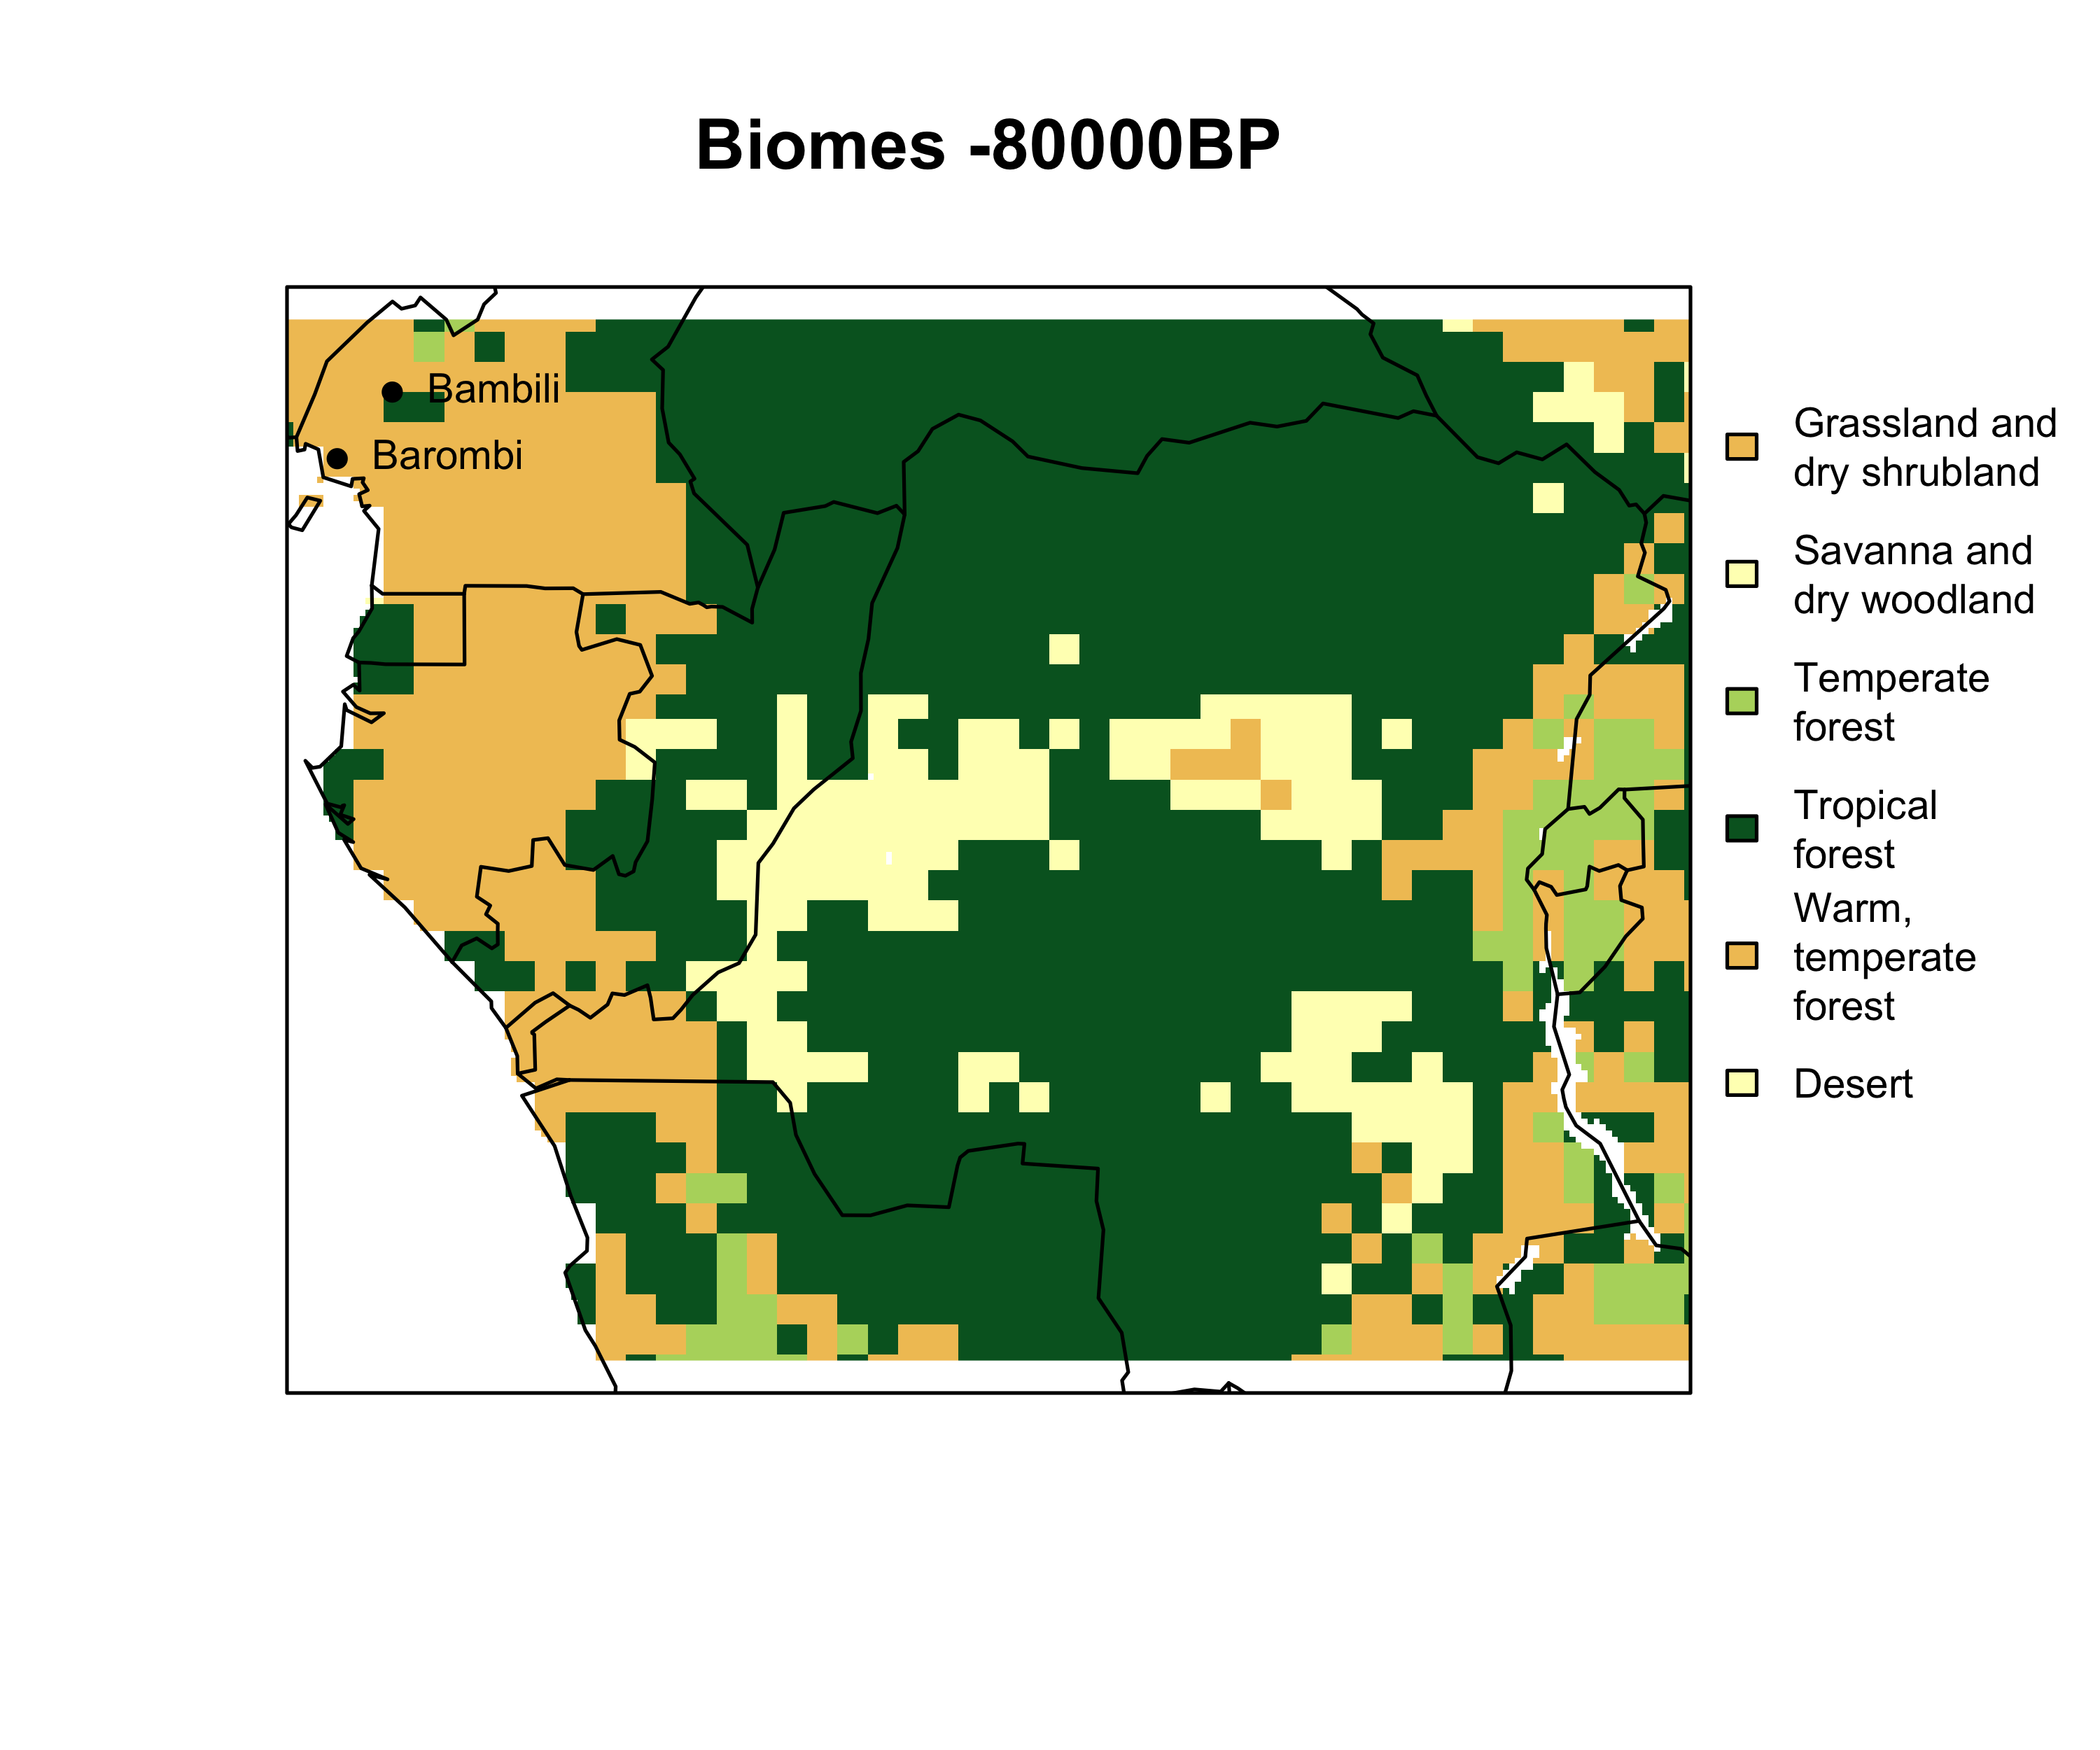 Biomes -80000BP
Bambili
Barombi
Grassland and
dry shrubland
Savanna and
dry woodland
Temperate
forest
Tropical
forest
Warm,
temperate
forest
Desert